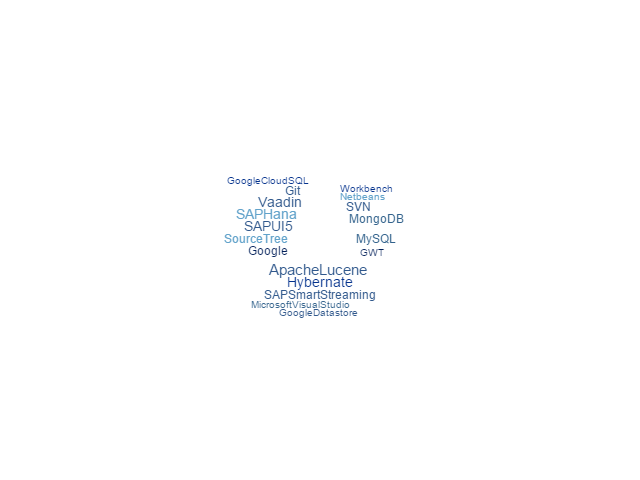 GoogleCloudSQL
Git
Workbench
Netbeans
Vaadin
SVN
SAPHana
MongoDB
SAPUI5
SourceTree
MySQL
Google
GWT
ApacheLucene
Hybernate
SAPSmartStreaming
MicrosoftVisualStudio
GoogleDatastore